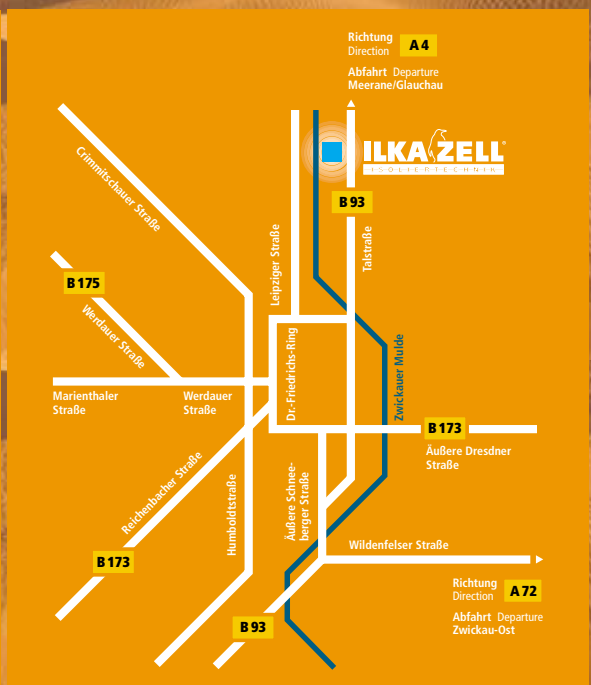 Richtung
Direction
A 4
Abfahrt Departure
Meerane/Glauchau
ILKAZELL®
ISOLIERTECHNIK
Crimmitschauer Straße
B 93
Leipziger Straße
Talstraße
B 175
Werdauer Straße
Dr.-Friedrichs-Ring
Zwickauer Mulde
Marienthaler
Straße
Werdauer
Straße
B 173
Äußere Dresdner
Straße
Reichenbacher Straße
Humboldtstraße
Äußere Schnee-
berger Straße
Wildenfelser Straße
B 173
Richtung
Direction
A 72
Abfahrt Departure
Zwickau-Ost
B 93